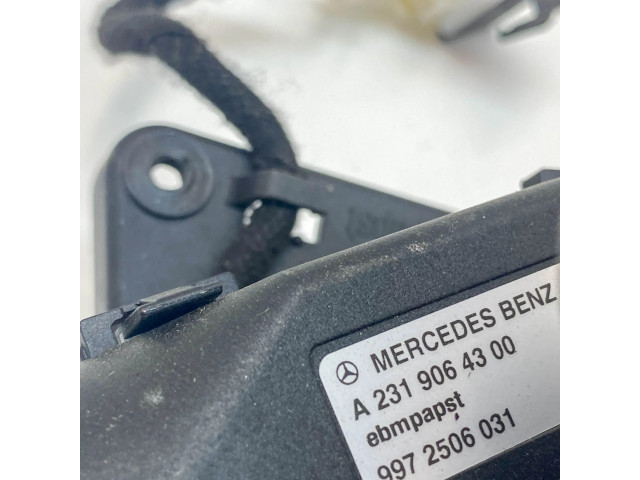 MERCEDES BENZ
A 231 906 43 00
ebmpapst
997 2506 031